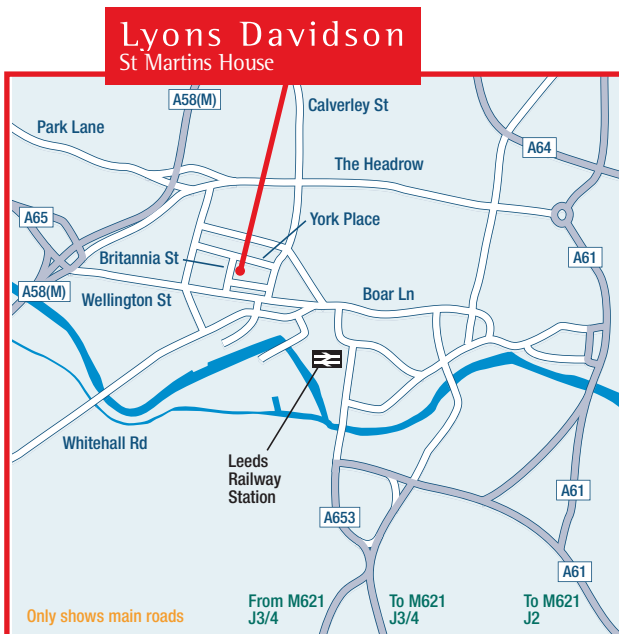 Lyons Davidson
St Martins House
A58(M)
Calverley St
Park Lane
A64
The Headrow
A65
York Place
Britannia St
A61
A58(M)
Wellington St
Boar Ln
Whitehall Rd
Leeds
Railway
Station
A61
A653
A61
From M621
J3/4
To M621
J3/4
To M621
J2
Only shows main roads